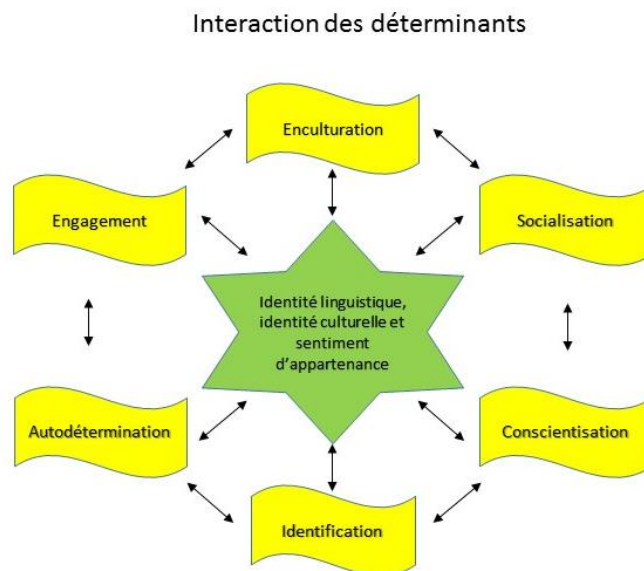 Interaction des déterminants
Enculturation
Engagement
Socialisation
Identité linguistique,
identité culturelle et
sentiment
d'appartenance
Autodétermination
Conscientisation
Identification